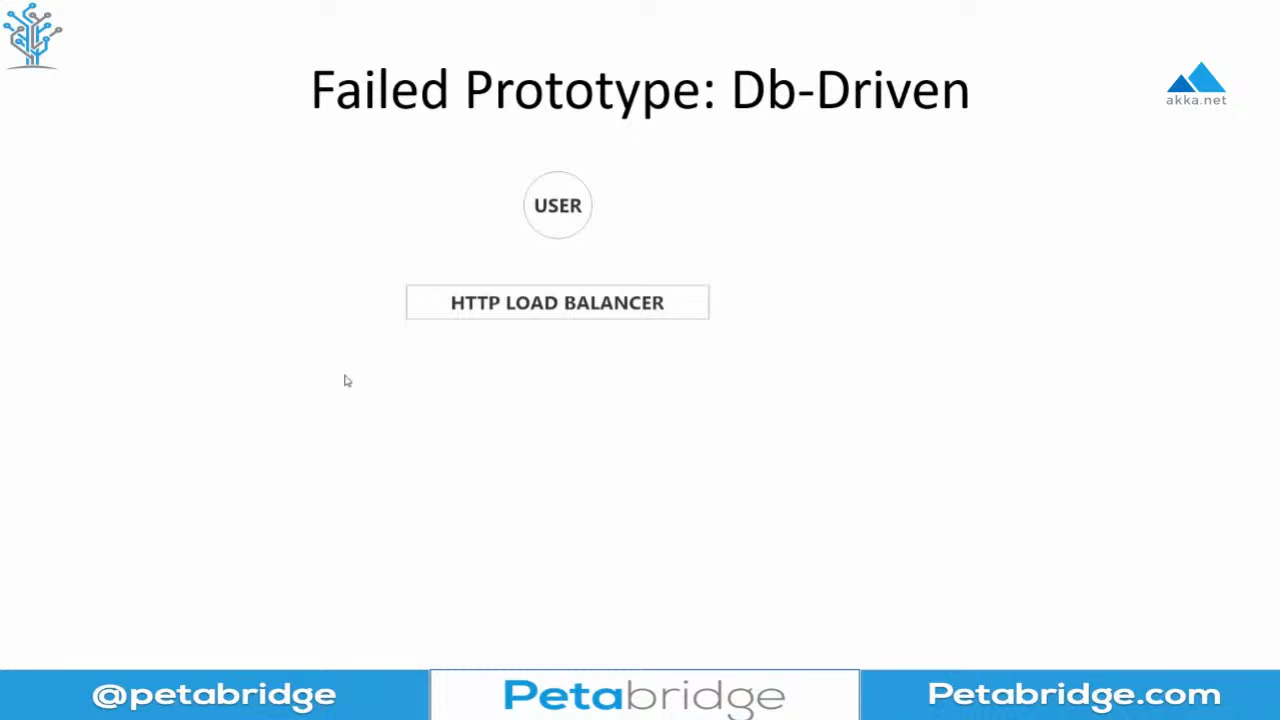 Failed Prototype: Db-Driven
akka.net
USER
HTTP LOAD BALANCER
@petabridge
Petabridge
Petabridge.com